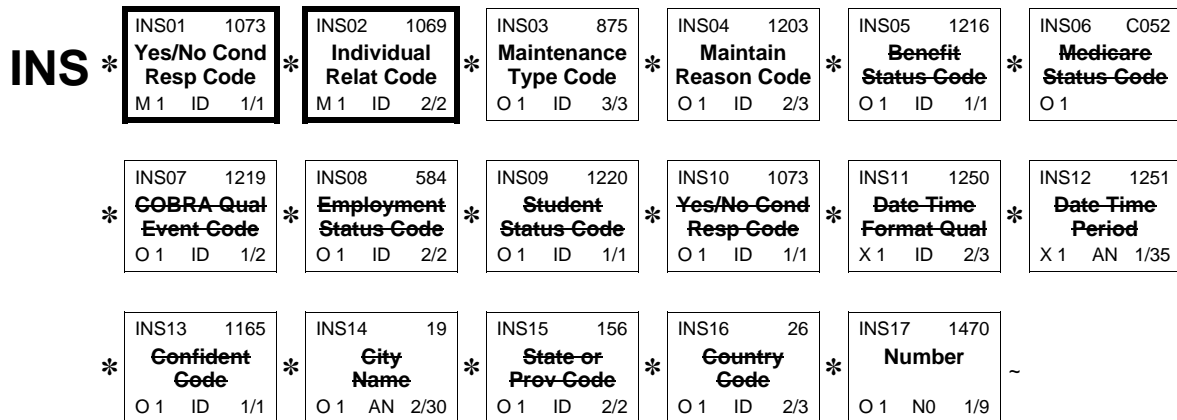 INS * INS01 1073 * INS02 1069 * INS03 875 * INS04 1203 * INS05 1216 * INS06 C052
Yes/No Cond Individual Maintenance Maintain Benefit Medicare
Resp Code Relat Code Type Code Reason Code Status Code Status Code
M 1 ID 1/1 M 1 ID 2/2 O 1 ID 3/3 O 1 ID 2/3 O 1 ID 1/1 O 1
* INS07 1219 * INS08 584 * INS09 1220 * INS10 1073 * INS11 1250 * INS12 1251
COBRA Qual Employment Student Yes/No Cond Date Time Date Time
Event Code Status Code Status Code Resp Code Format Qual Period
O 1 ID 1/2 O 1 ID 2/2 O 1 ID 1/1 O 1 ID 1/1 X 1 ID 2/3 X 1 AN 1/35
* INS13 1165 * INS14 19 * INS15 156 * INS16 26 * INS17 1470 ~
Confident City State or Country Number
Code Name Prov Code Code
O 1 ID 1/1 O 1 AN 2/30 O 1 ID 2/2 O 1 ID 2/3 O 1 N0 1/9